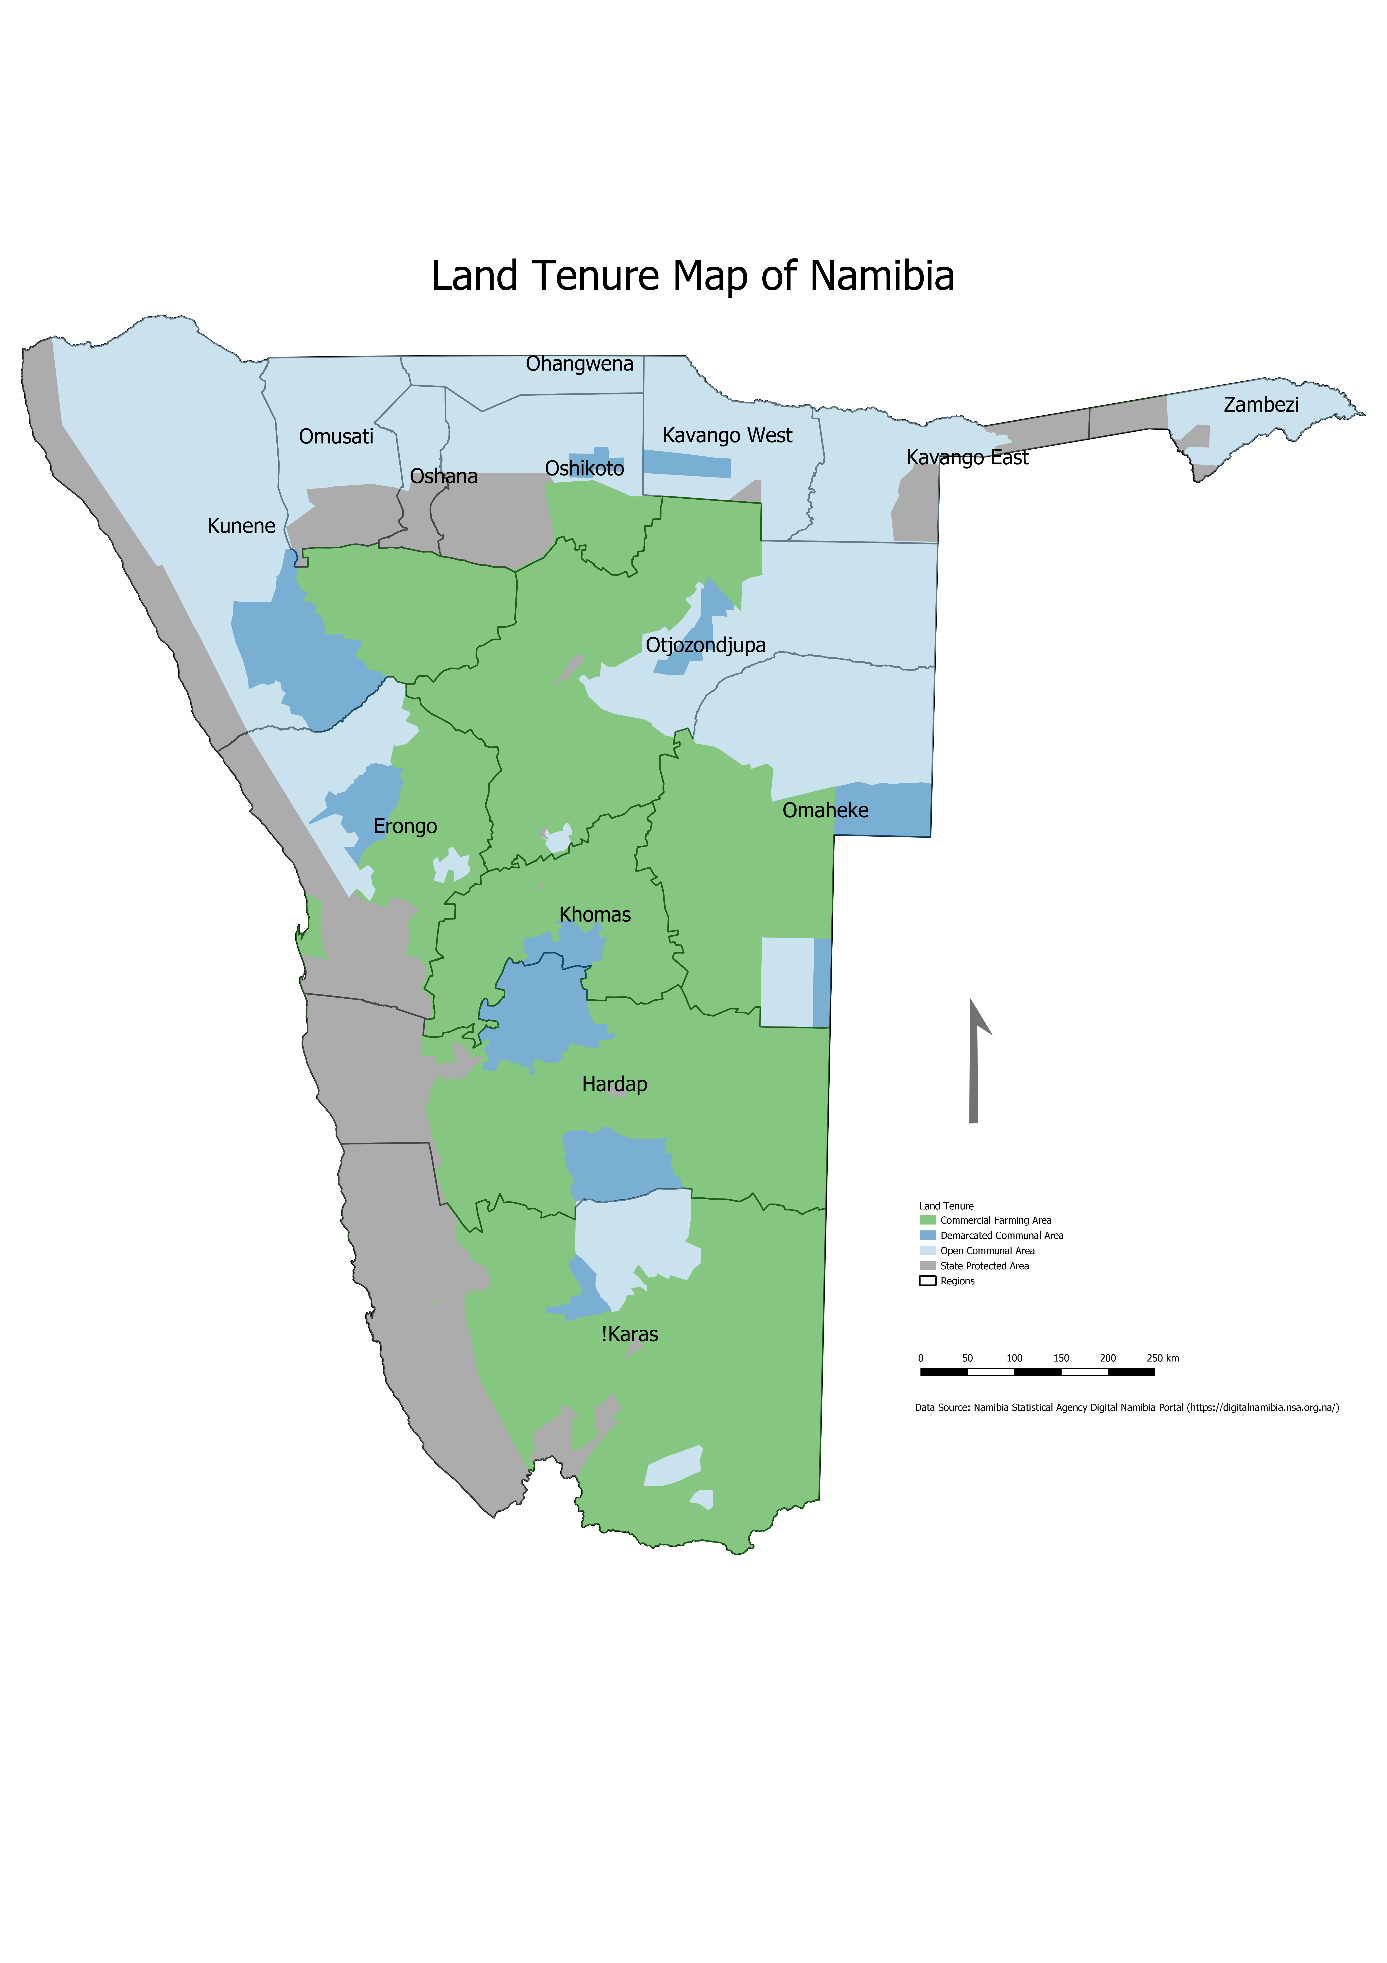 Land Tenure Map of Namibia
Ohangwena
Zambezi
Omusati
Kavango West
Kavango East
Oshikoto
Oshana
Kunene
Otjozondjupa
Omaheke
Erongo
Khomas
Hardap
!Karas
Land Tenure
Commercial Farming Area
Demarcated Communal Area
Open Communal Area
State Protected Area
Regions
0 50 100 150 200 250 km
Data Source: Namibia Statistical Agency Digital Namibia Portal (https://digitalnamibia.nsa.org.na/)